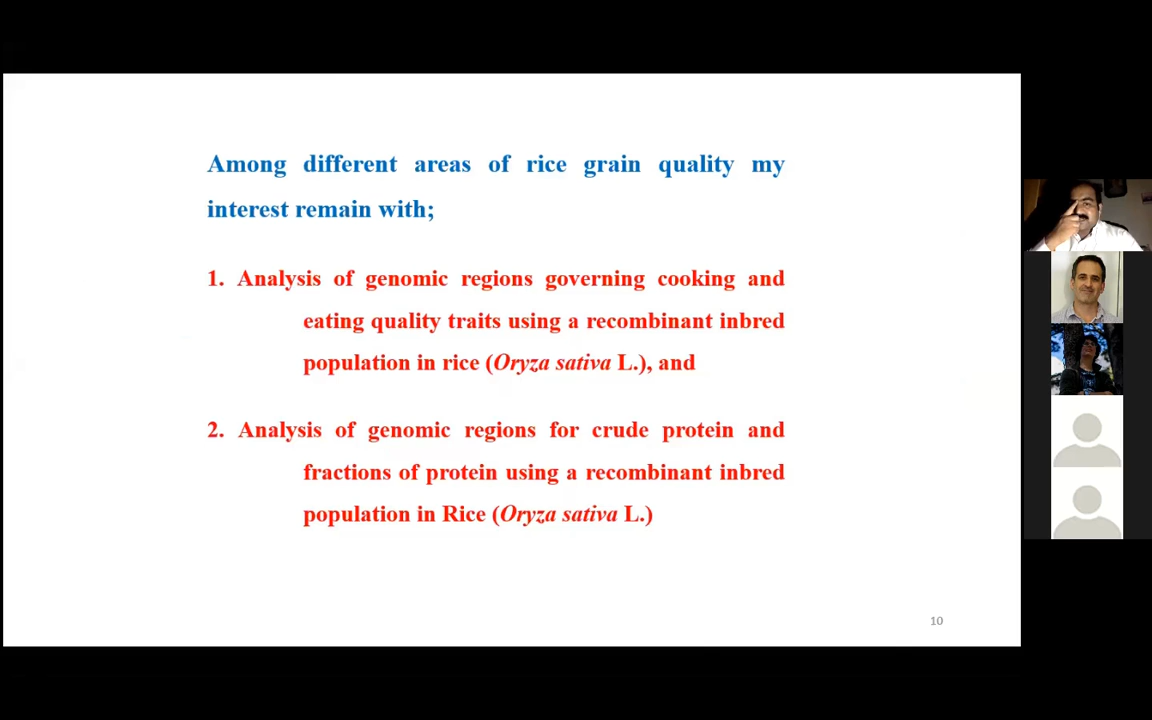 Among different areas of rice grain quality my
interest remain with;
1. Analysis of genomic regions governing cooking and
eating quality traits using a recombinant inbred
population in rice (Oryza sativa L.), and
2. Analysis of genomic regions for crude protein and
fractions of protein using a recombinant inbred
population in Rice (Oryza sativa L.)
10